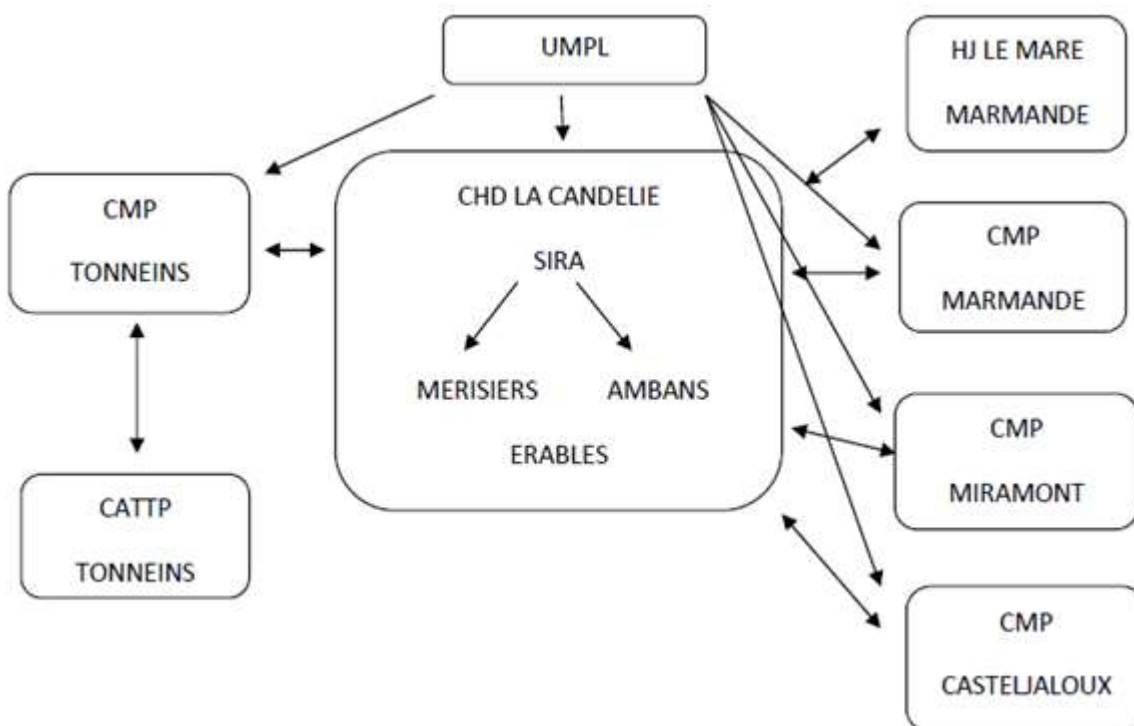 UMPL
HJ LE MARE
MARMANDE
CHD LA CANDELIE
SIRA
MERISIERS AMBANS
ERABLES
CMP
TONNEINS
CATTP
TONNEINS
CMP
MARMANDE
CMP
MIRAMONT
CMP
CASTELJALOUX